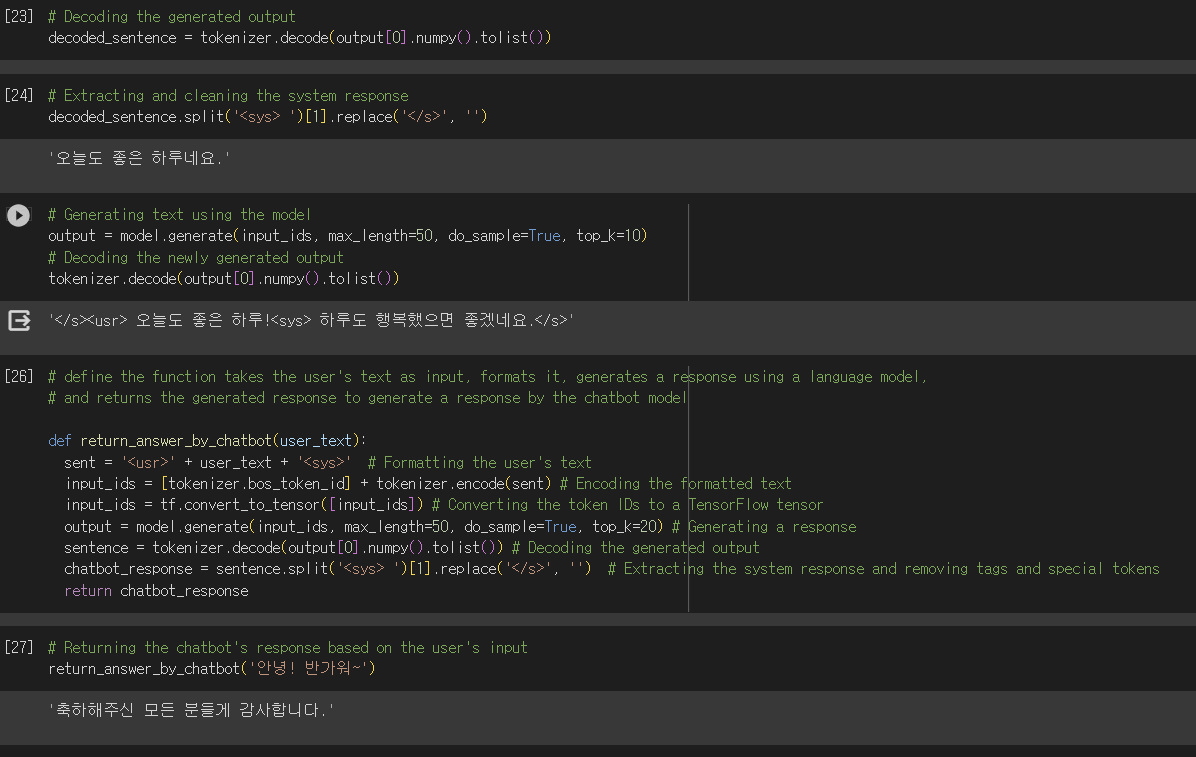 [23] # Decoding the generated output
decoded_sentence = tokenizer.decode(output[0].numpy().tolist())
[24] # Extracting and cleaning the system response
decoded_sentence.split('<sys> ')[1].replace('</s>', '')
'오늘도 좋은 하루네요.'
# Generating text using the model
output = model.generate(input_ids, max_length=50, do_sample=True, top_k=10)
# Decoding the newly generated output
tokenizer.decode(output[0].numpy().tolist())
'</s><usr> 오늘도 좋은 하루!<sys> 하루도 행복했으면 좋겠네요.</s>'
[26] # define the function takes the user's text as input, formats it, generates a response using a language model,
# and returns the generated response to generate a response by the chatbot model
def return_answer_by_chatbot(user_text):
sent = '<usr>' + user_text + '<sys>' # Formatting the user's text
input_ids = [tokenizer.bos_token_id] + tokenizer.encode(sent) # Encoding the formatted text
input_ids = tf.convert_to_tensor([input_ids]) # Converting the token IDs to a TensorFlow tensor
output = model.generate(input_ids, max_length=50, do_sample=True, top_k=20) # Generating a response
sentence = tokenizer.decode(output[0].numpy().tolist()) # Decoding the generated output
chatbot_response = sentence.split('<sys> ')[1].replace('</s>', '') # Extracting the system response and removing tags and special tokens
return chatbot_response
[27] # Returning the chatbot's response based on the user's input
return_answer_by_chatbot('안녕! 반가워~')
'축하해주신 모든 분들게 감사합니다.'